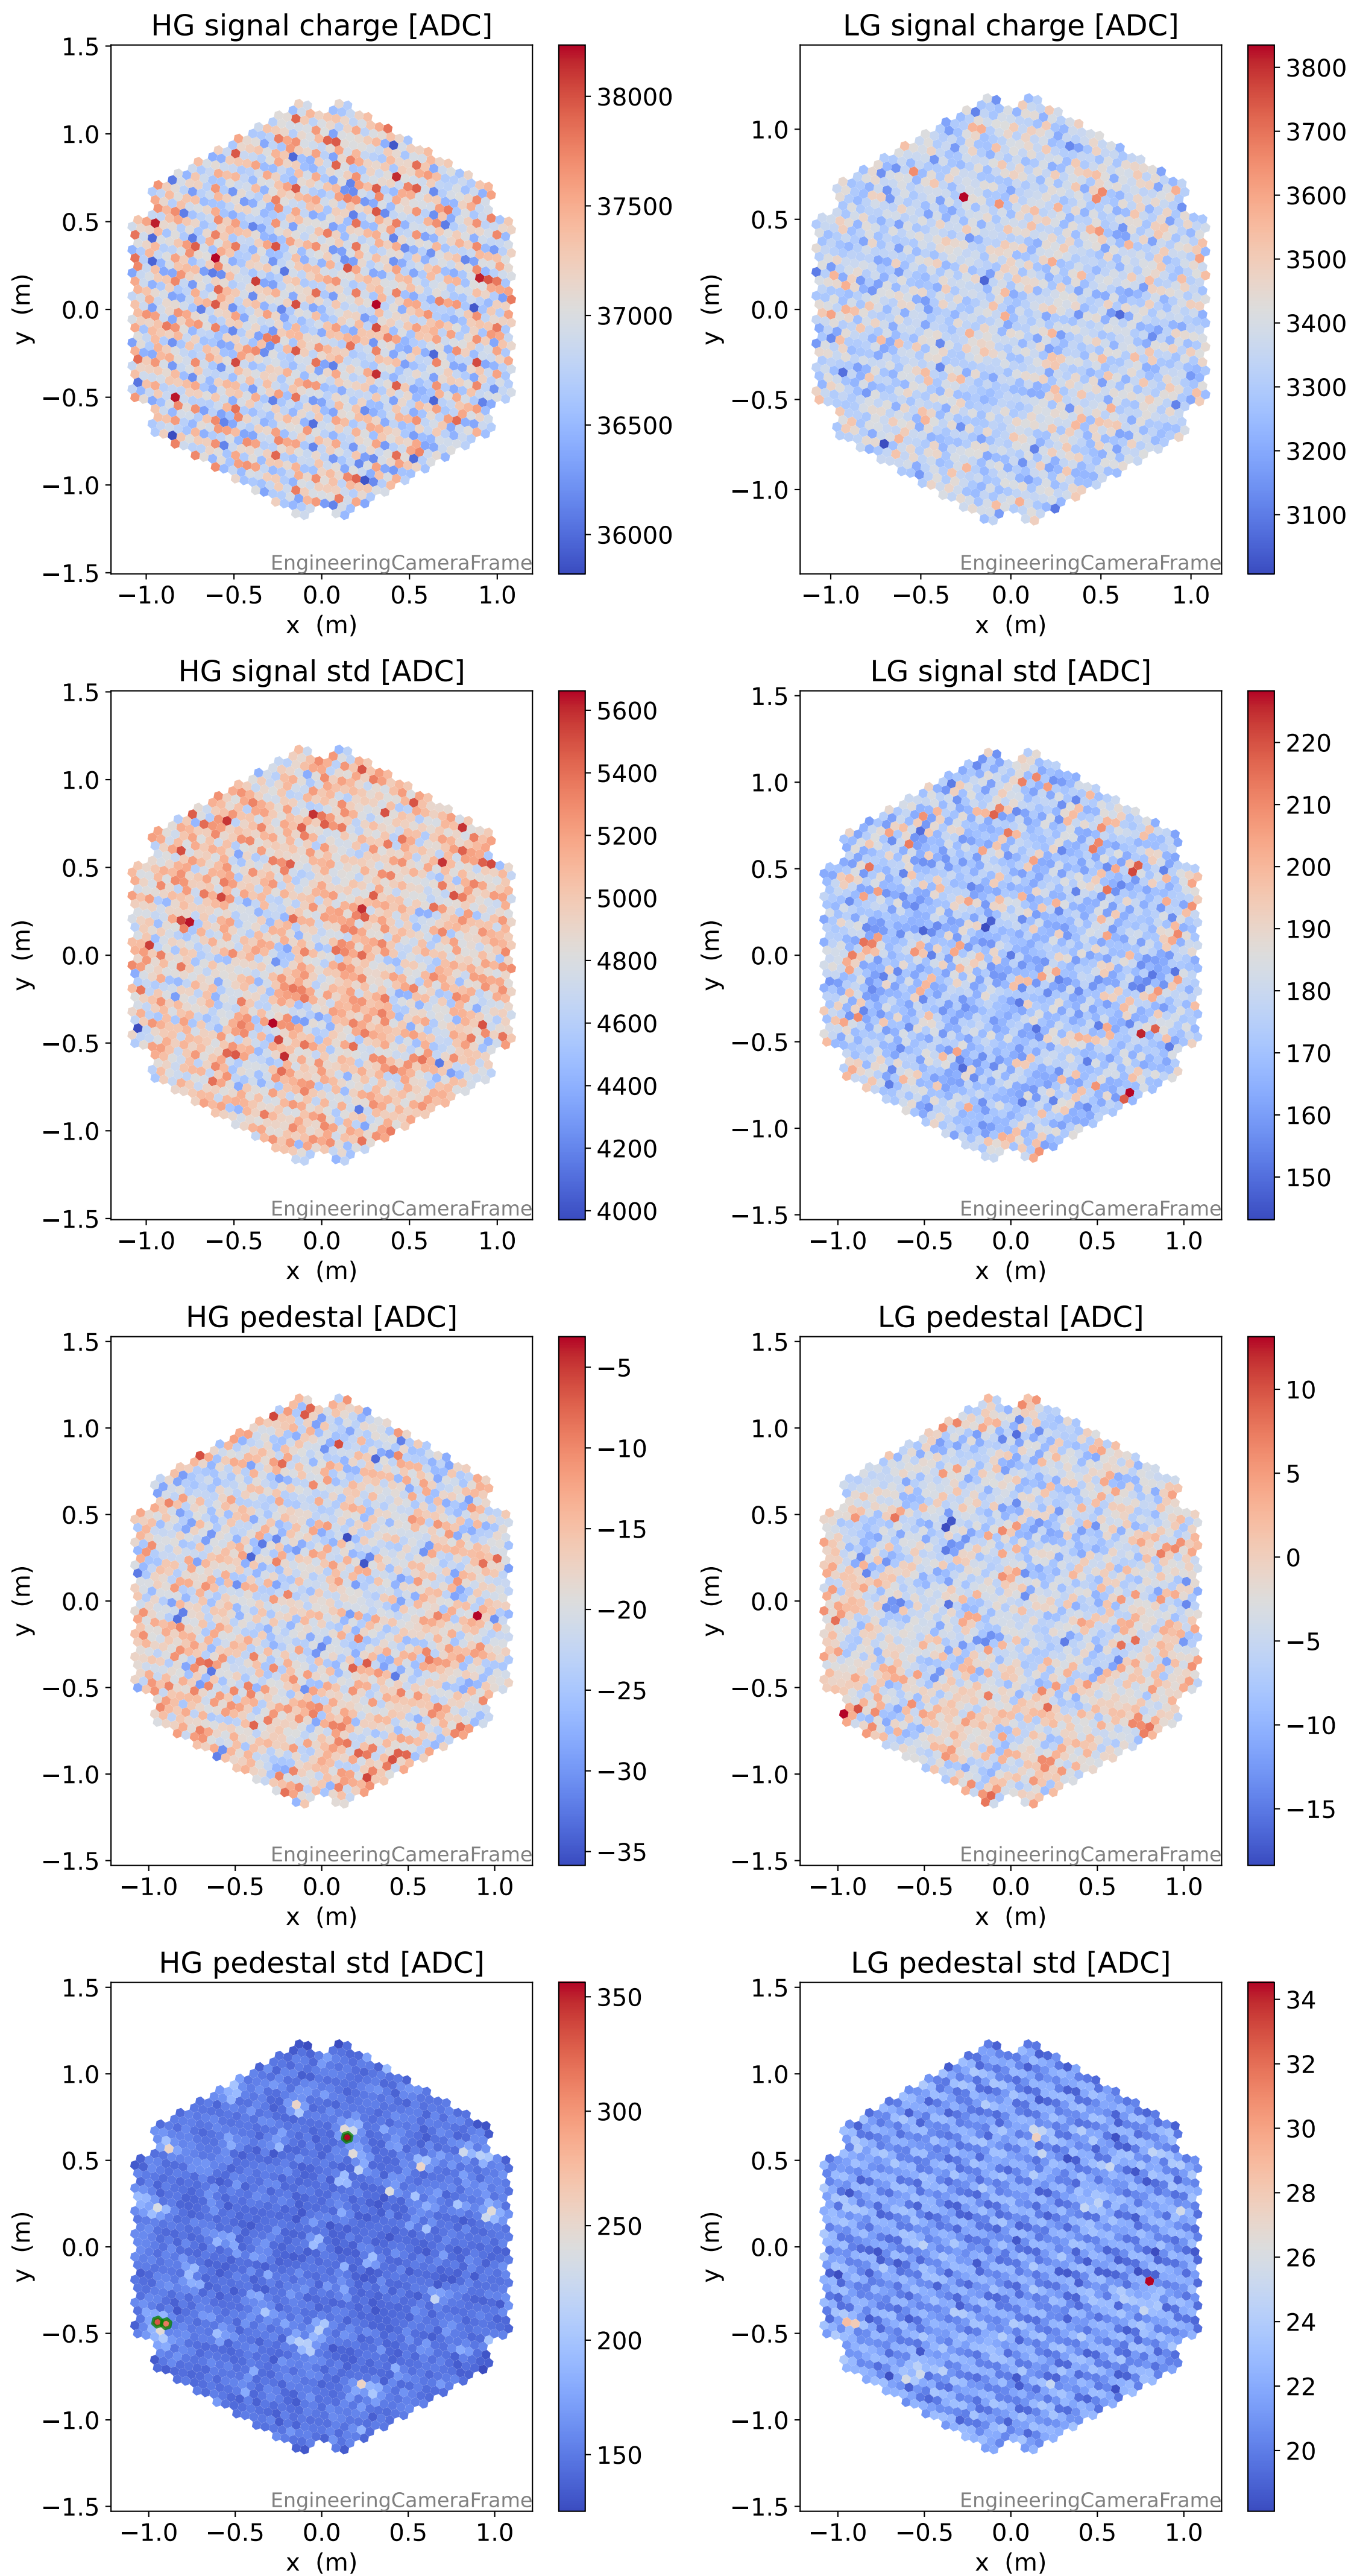 HG signal charge [ADC]
1.5
1.0
0.5
0.0
−0.5
−1.0
−1.5
y (m)
−1.0 −0.5 0.0 0.5 1.0
x (m)
EngineeringCameraFrame
38000
37500
37000
36500
36000
LG signal charge [ADC]
1.0
0.5
0.0
−0.5
−1.0
y (m)
−1.0 −0.5 0.0 0.5 1.0
x (m)
EngineeringCameraFrame
3800
3700
3600
3500
3400
3300
3200
3100
HG signal std [ADC]
1.5
1.0
0.5
0.0
−0.5
−1.0
−1.5
y (m)
−1.0 −0.5 0.0 0.5 1.0
x (m)
EngineeringCameraFrame
5600
5400
5200
5000
4800
4600
4400
4200
4000
LG signal std [ADC]
1.5
1.0
0.5
0.0
−0.5
−1.0
−1.5
y (m)
−1.0 −0.5 0.0 0.5 1.0
x (m)
EngineeringCameraFrame
220
210
200
190
180
170
160
150
HG pedestal [ADC]
1.5
1.0
0.5
0.0
−0.5
−1.0
−1.5
y (m)
−1.0 −0.5 0.0 0.5 1.0
x (m)
EngineeringCameraFrame
−5
−10
−15
−20
−25
−30
−35
LG pedestal [ADC]
1.5
1.0
0.5
0.0
−0.5
−1.0
−1.5
y (m)
−1.0 −0.5 0.0 0.5 1.0
x (m)
EngineeringCameraFrame
10
5
0
−5
−10
−15
HG pedestal std [ADC]
1.5
1.0
0.5
0.0
−0.5
−1.0
−1.5
y (m)
−1.0 −0.5 0.0 0.5 1.0
x (m)
EngineeringCameraFrame
350
300
250
200
150
LG pedestal std [ADC]
1.5
1.0
0.5
0.0
−0.5
−1.0
−1.5
y (m)
−1.0 −0.5 0.0 0.5 1.0
x (m)
EngineeringCameraFrame
34
32
30
28
26
24
22
20